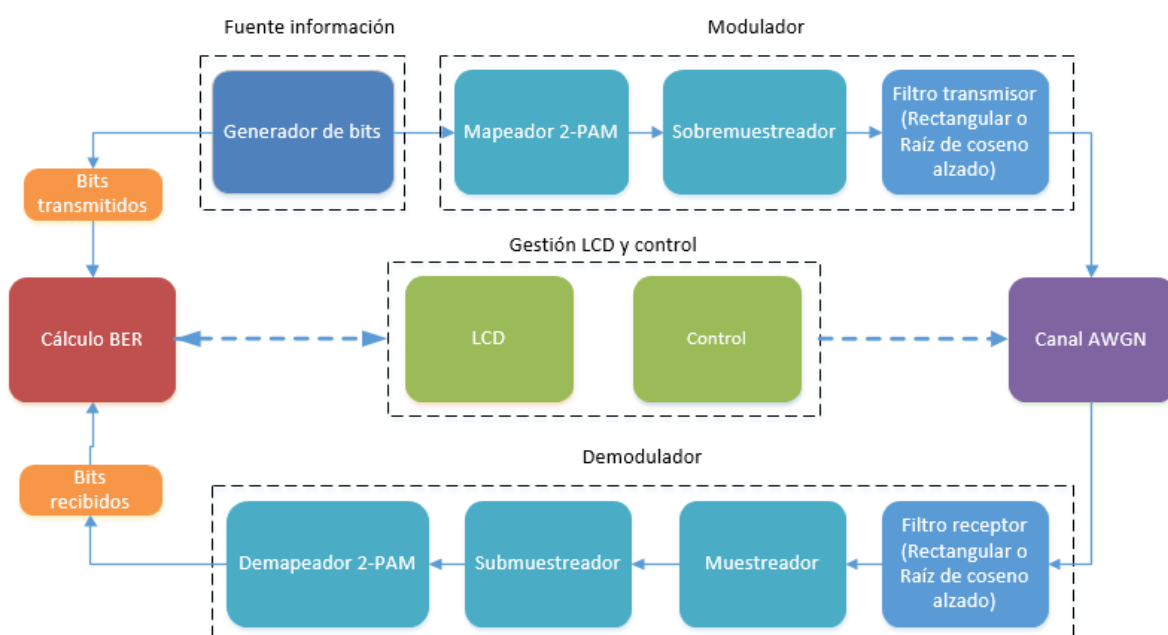 Fuente información
Modulador
Generador de bits
Mapeador 2-PAM
Sobremuestreador
Filtro transmisor
(Rectangular o
Raíz de coseno
alzado)
Bits
transmitidos
Gestión LCD y control
Cálculo BER
LCD
Control
Canal AWGN
Demodulador
Bits
recibidos
Demapeador 2-PAM
Submuestreador
Muestreador
Filtro receptor
(Rectangular o
Raíz de coseno
alzado)